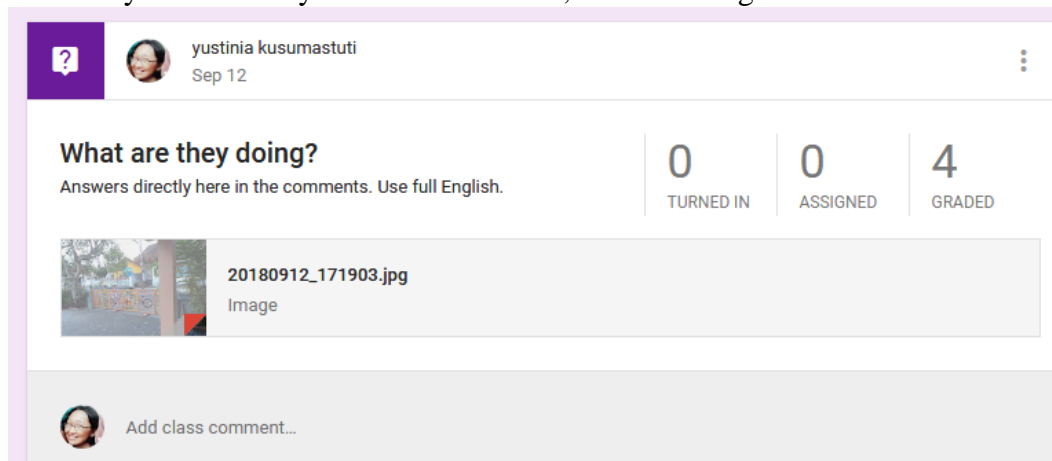 yustinia kusumastuti
Sep 12
What are they doing?
Answers directly here in the comments. Use full English.
0
TURNED IN
0
ASSIGNED
4
GRADED
20180912_171903.jpg
Image
Add class comment...